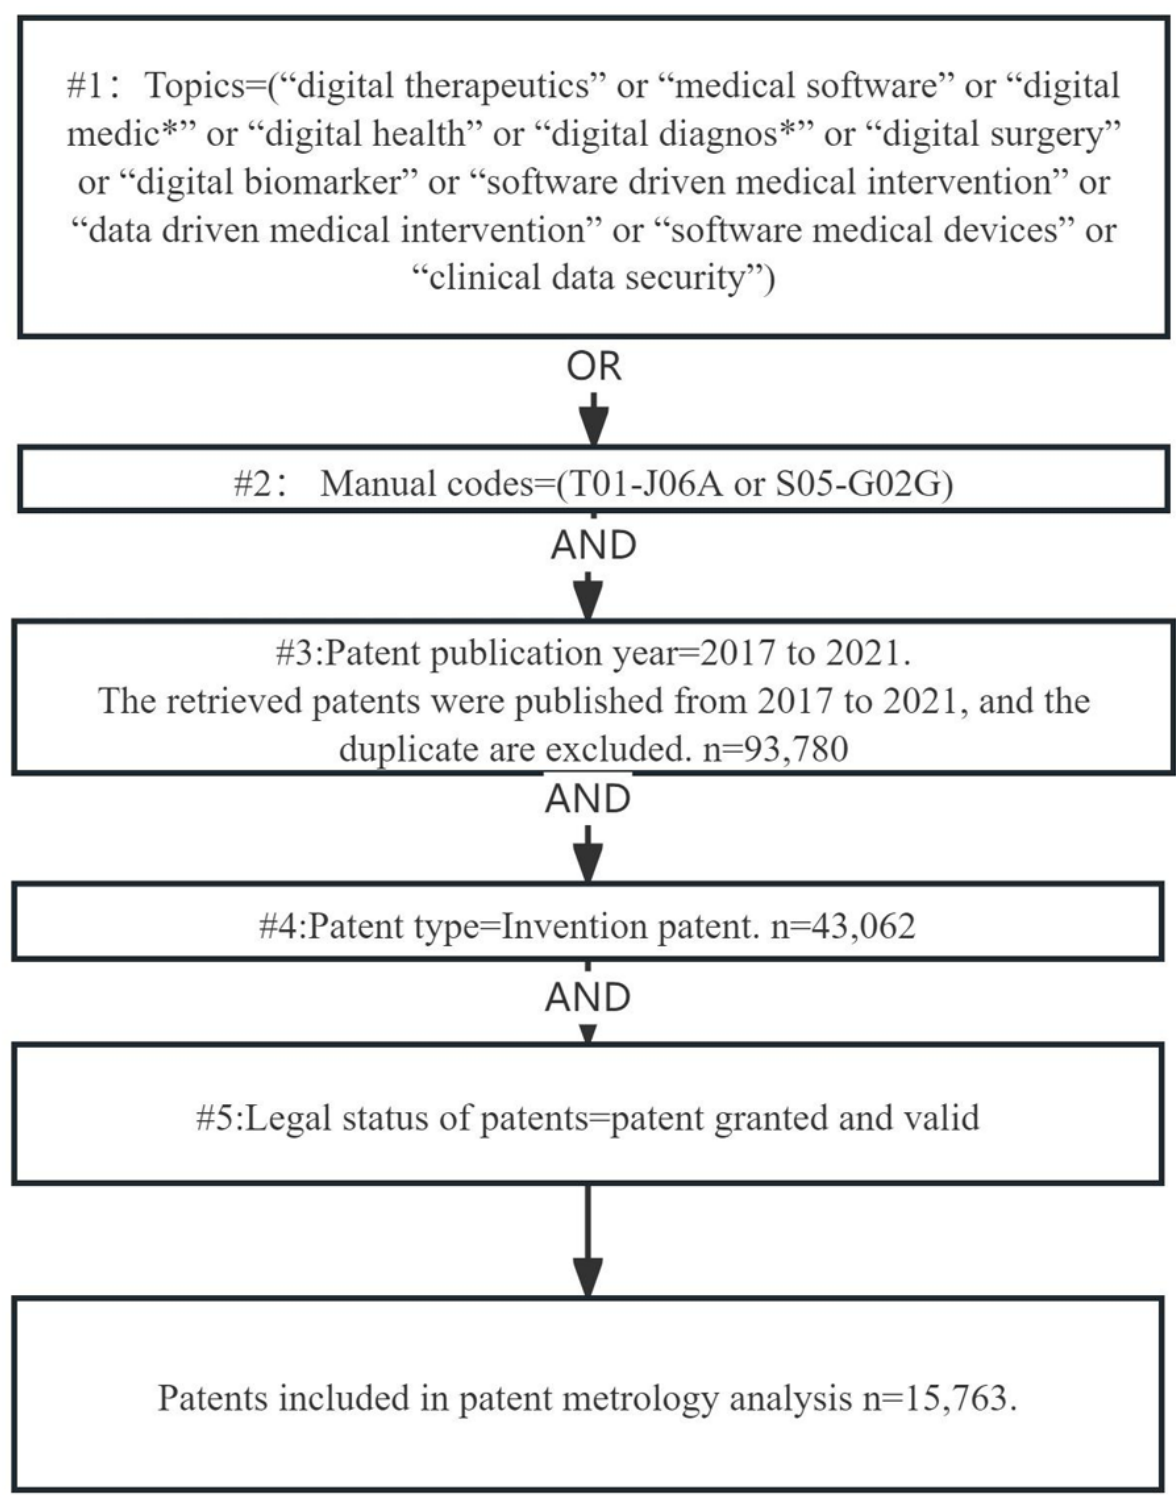 #1： Topics=(“digital therapeutics” or “medical software” or “digital
medic*” or “digital health” or “digital diagnos*” or “digital surgery”
or “digital biomarker” or “software driven medical intervention” or
“data driven medical intervention” or “software medical devices” or
“clinical data security”)
OR
#2： Manual codes=(T01-J06A or S05-G02G)
AND
#3:Patent publication year=2017 to 2021.
The retrieved patents were published from 2017 to 2021, and the
duplicate are excluded. n=93,780
AND
#4:Patent type=Invention patent. n=43,062
AND
#5:Legal status of patents=patent granted and valid
Patents included in patent metrology analysis n=15,763.